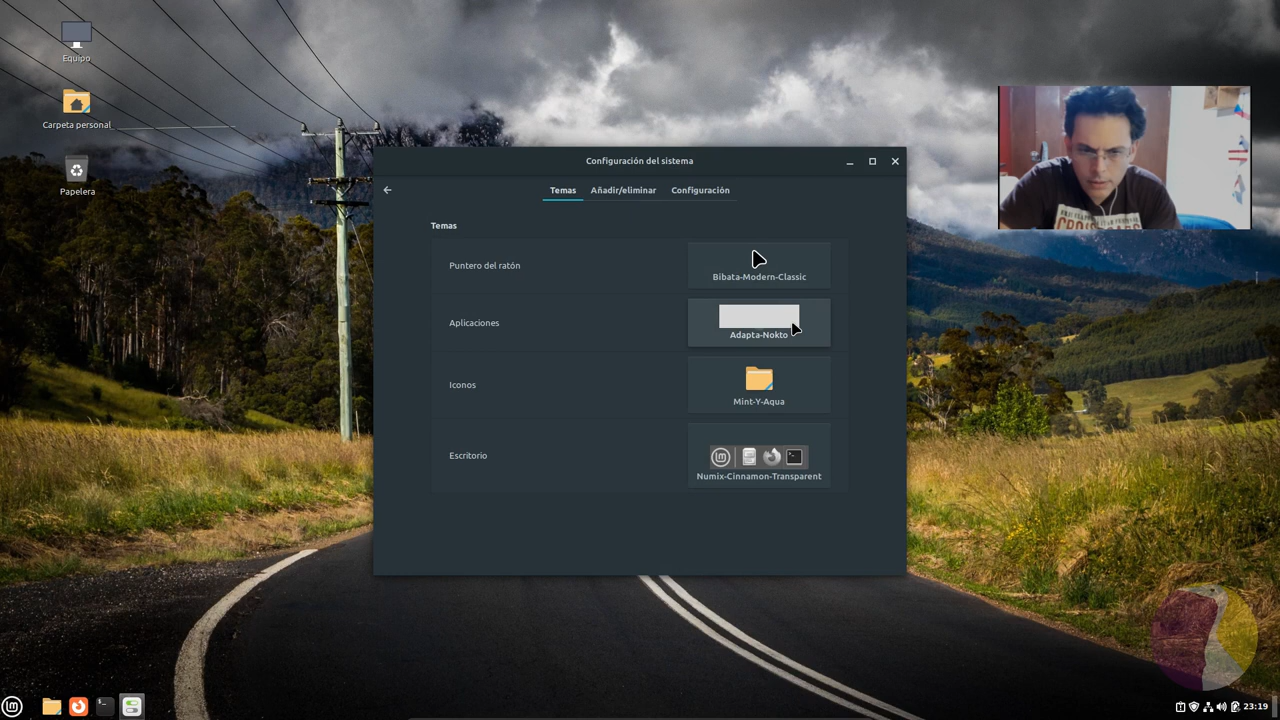 Equipo
Carpeta personal
Papelera
Configuración del sistema
Temas
Añadir/eliminar
Configuración
Temas
Puntero del ratón
Bibata-Modern-Classic
Aplicaciones
Adapta-Nokto
Iconos
Mint-Y-Aqua
Escritorio
Numix-Cinnamon-Transparent
23:19